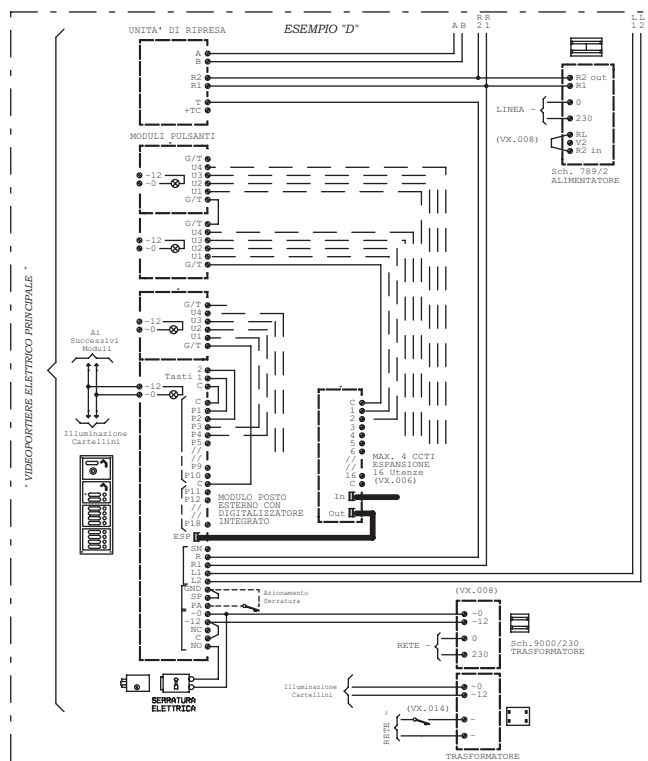 ESEMPIO "D"
UNITA' DI RIPRESA
A
B
R2
R1
T
+TC
A B
R R
2 1
L L
1 2
R2 out
R1
0
230
RL
V2
R2 in
LINEA ~
(VX.008)
Sch. 789/2
ALIMENTATORE
MODULI PULSANTI
G/T
U4
U3
U2
U1
G/T
~12
~0
G/T
U4
U3
U2
U1
G/T
~12
~0
G/T
U4
U3
U2
U1
G/T
~12
~0
" VIDEOPORTIERE ELETTRICO PRINCIPALE "
Ai
Successivi
Moduli
Illuminazione
Cartellini
~12
~0
Tasti
2
1
C
C
P1
P2
P3
P4
P5
//
//
P9
P10
C
P11
P12
//
//
P18
ESP
SN
R
R1
L1
L2
GND
SP
PA
~0
~12
NC
C
NO
MODULO POSTO
ESTERNO CON
DIGITALIZZATORE
INTEGRATO
C
1
2
3
4
5
6
//
//
16
C
In
Out
MAX. 4 CCTI
ESPANSIONE
16 Utenze
(VX.006)
Azionamento
Serratura
SERRATURA
ELETTRICA
(VX.008)
~0
~12
0
230
RETE ~
Sch.9000/230
TRASFORMATORE
Illuminazione
Cartellini
~0
~12
(VX.014)
~
~
RETE ~
TRASFORMATORE